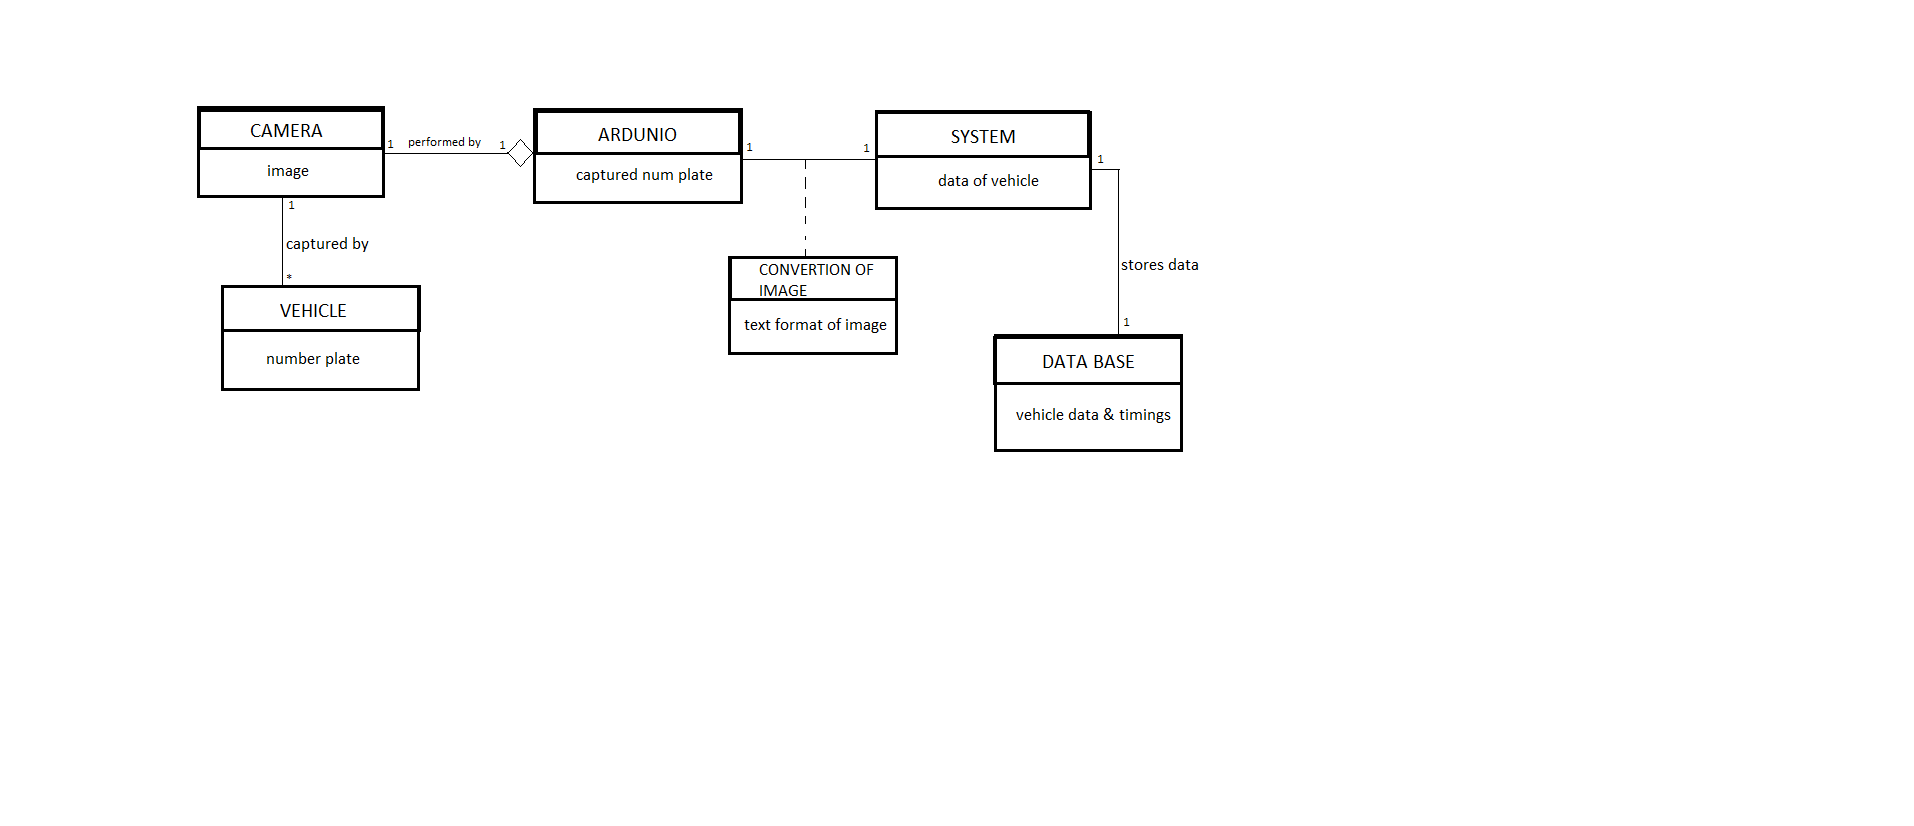 CAMERA
image
1
performed by
1
ARDUNIO
captured num plate
1
1
SYSTEM
data of vehicle
1
1
captured by
*
VEHICLE
number plate
CONVERTION OF
IMAGE
text format of image
stores data
1
DATA BASE
vehicle data & timings